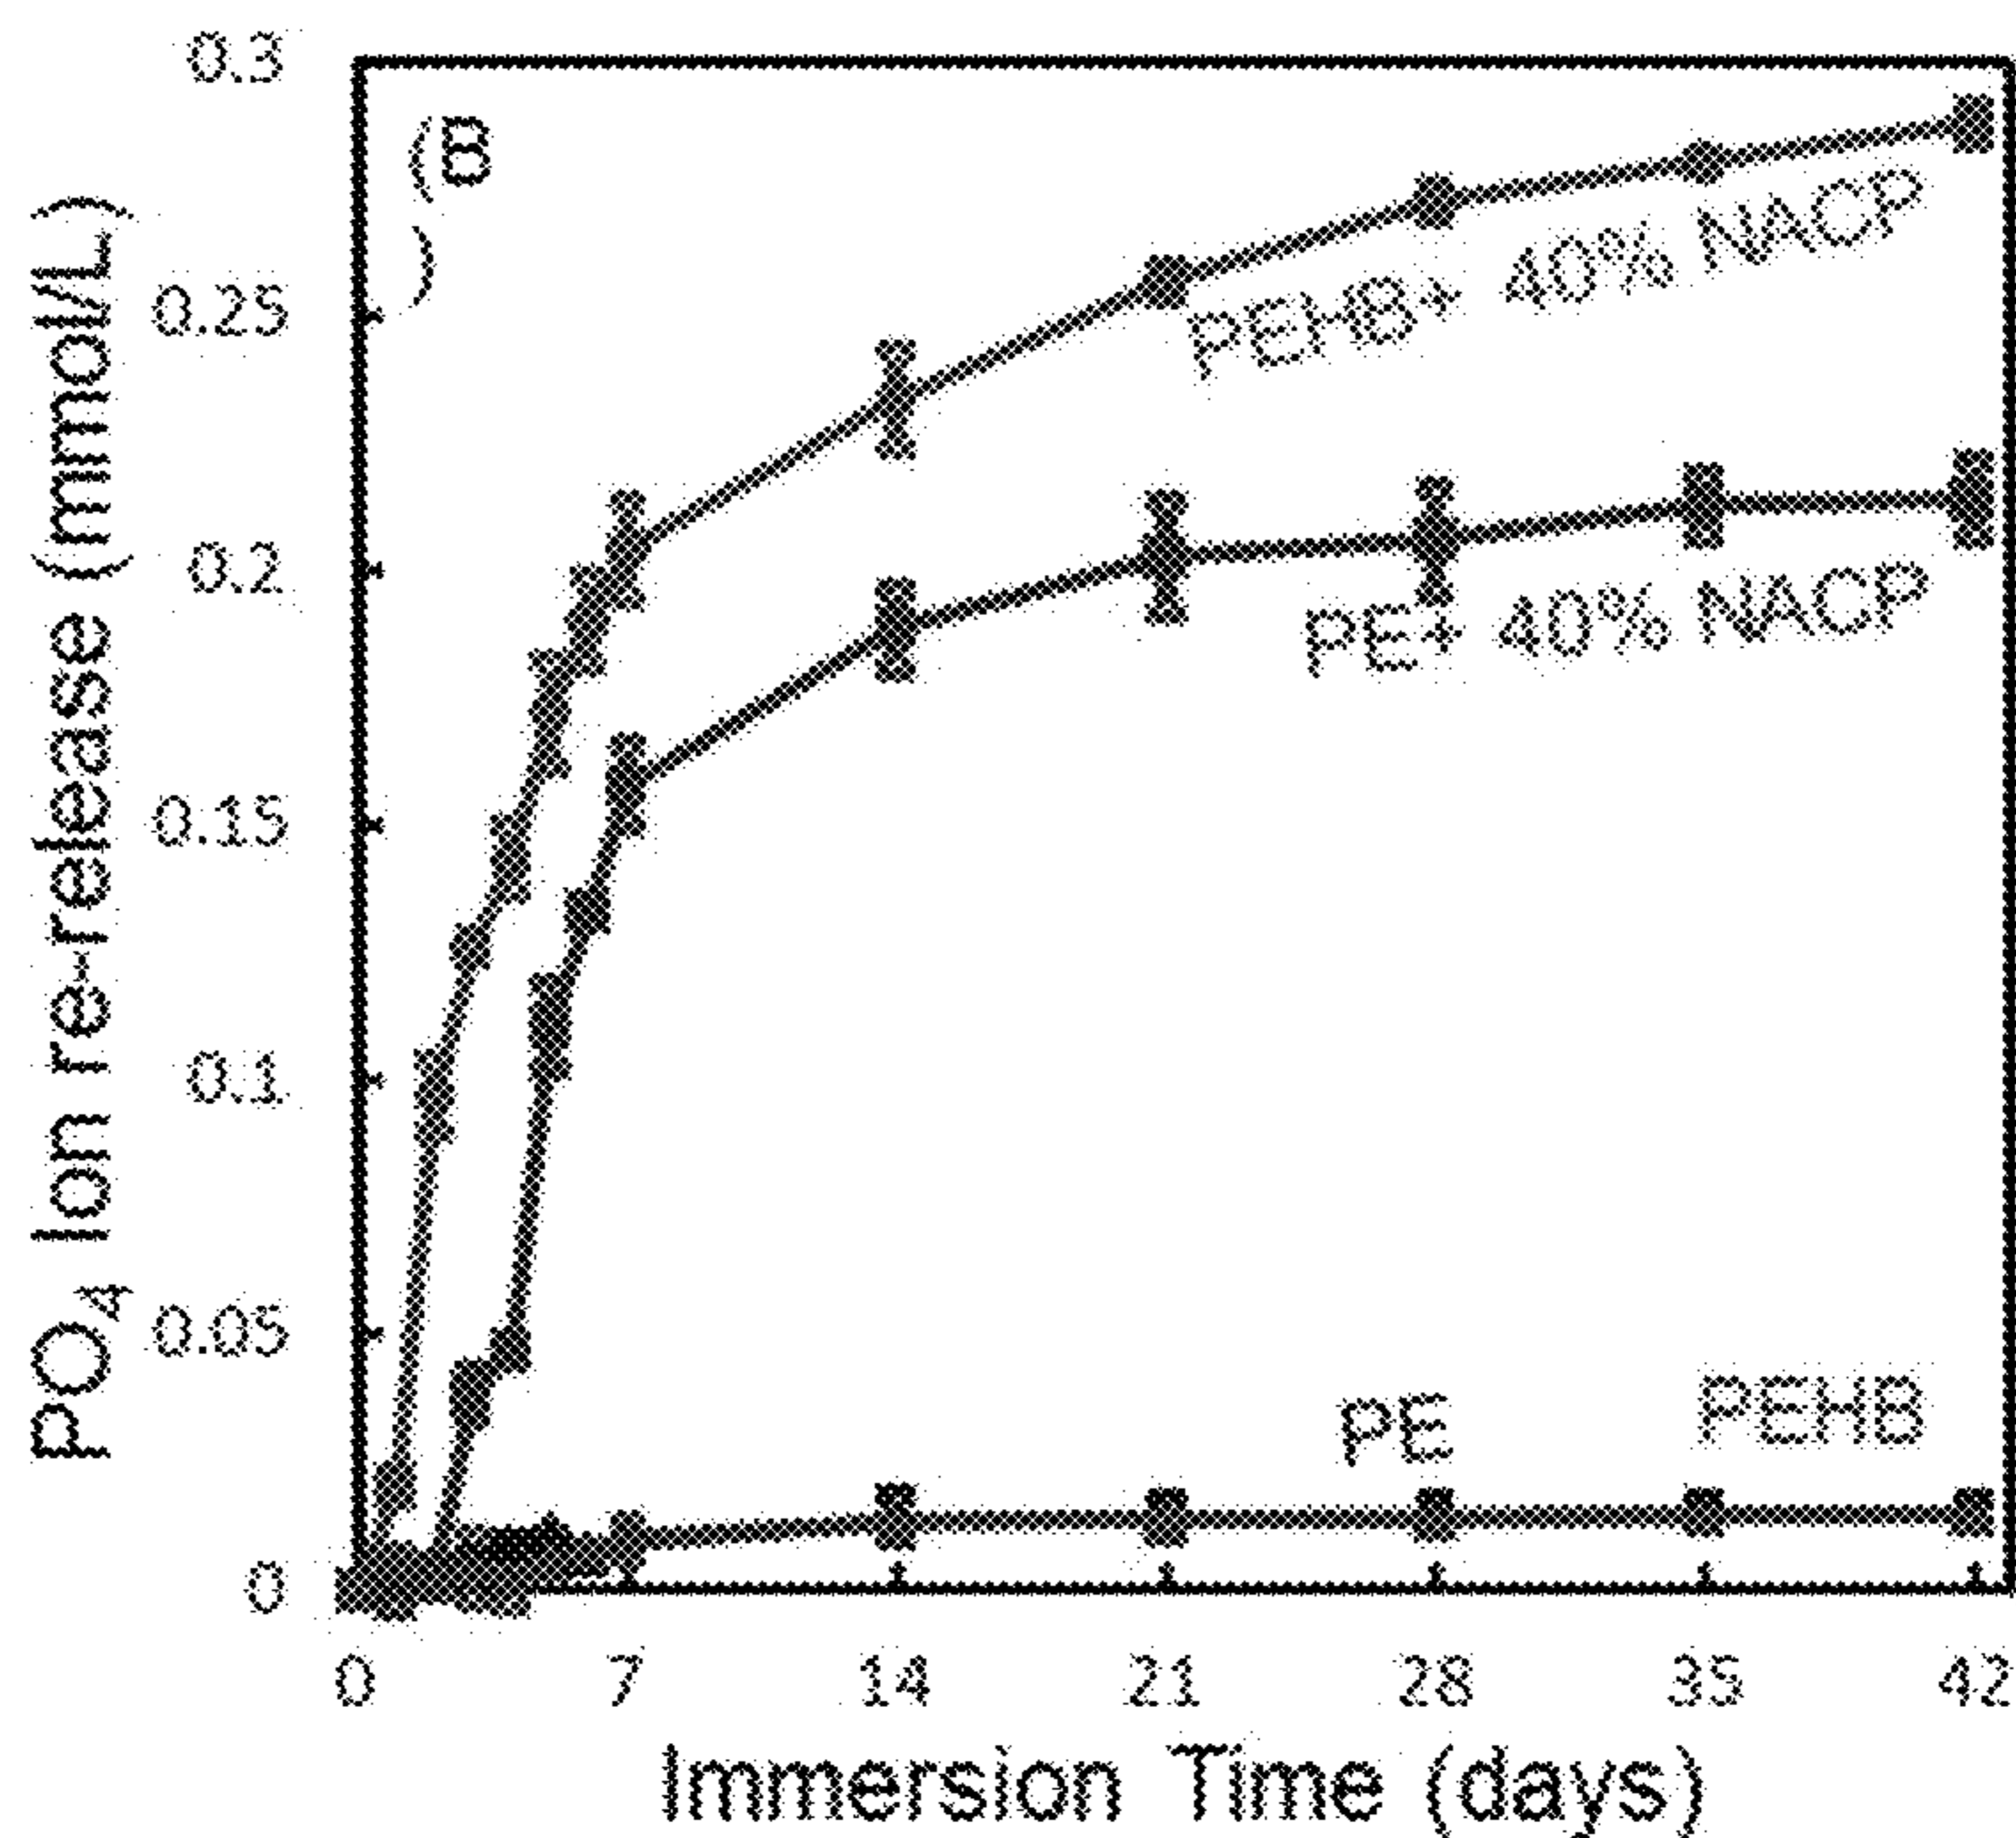 0.3
(B
)
0.25
0.2
0.15
0.1
0.05
0
PO4 Ion re-release (mmol/L)
PEHB+ 40% NACP
PE+ 40% NACP
PE
PEHB
0 7 14 21 28 35 42
Immersion Time (days)